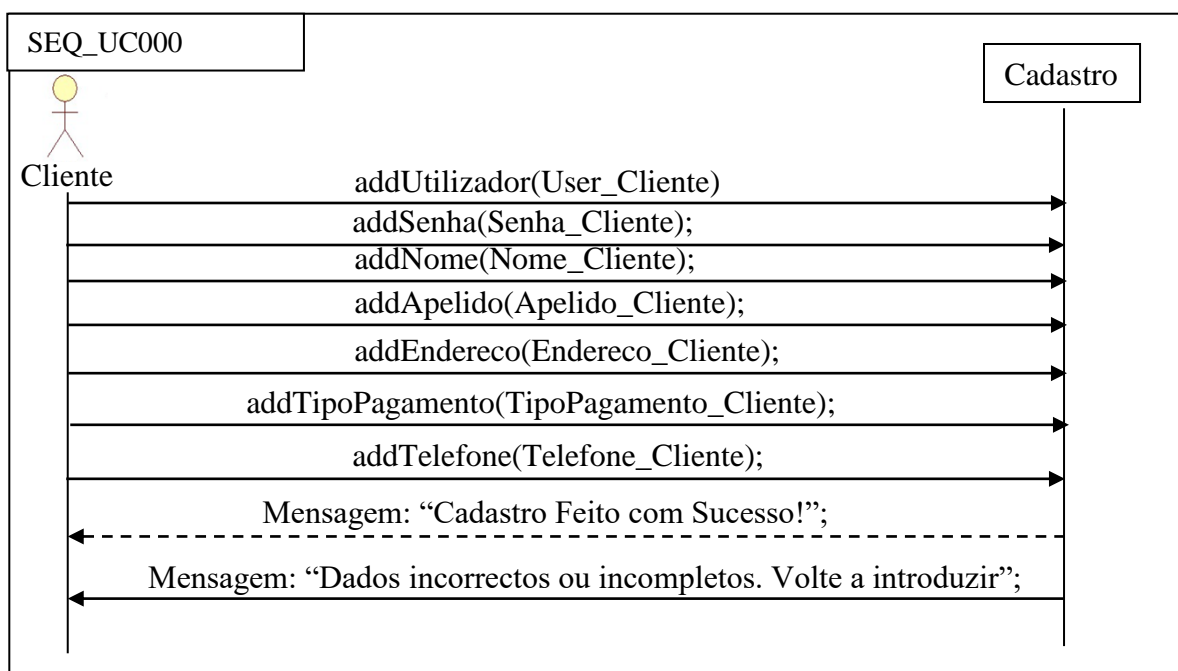 SEQ_UC000
Cadastro
Cliente
addUtilizador(User_Cliente)
addSenha(Senha_Cliente);
addNome(Nome_Cliente);
addApelido(Apelido_Cliente);
addEndereco(Endereco_Cliente);
addTipoPagamento(TipoPagamento_Cliente);
addTelefone(Telefone_Cliente);
Mensagem: “Cadastro Feito com Sucesso!”;
Mensagem: “Dados incorrectos ou incompletos. Volte a introduzir”;